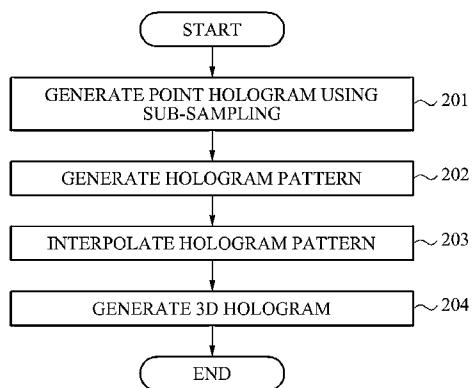 START
GENERATE POINT HOLOGRAM USING
SUB-SAMPLING
201
GENERATE HOLOGRAM PATTERN
202
INTERPOLATE HOLOGRAM PATTERN
203
GENERATE 3D HOLOGRAM
204
END